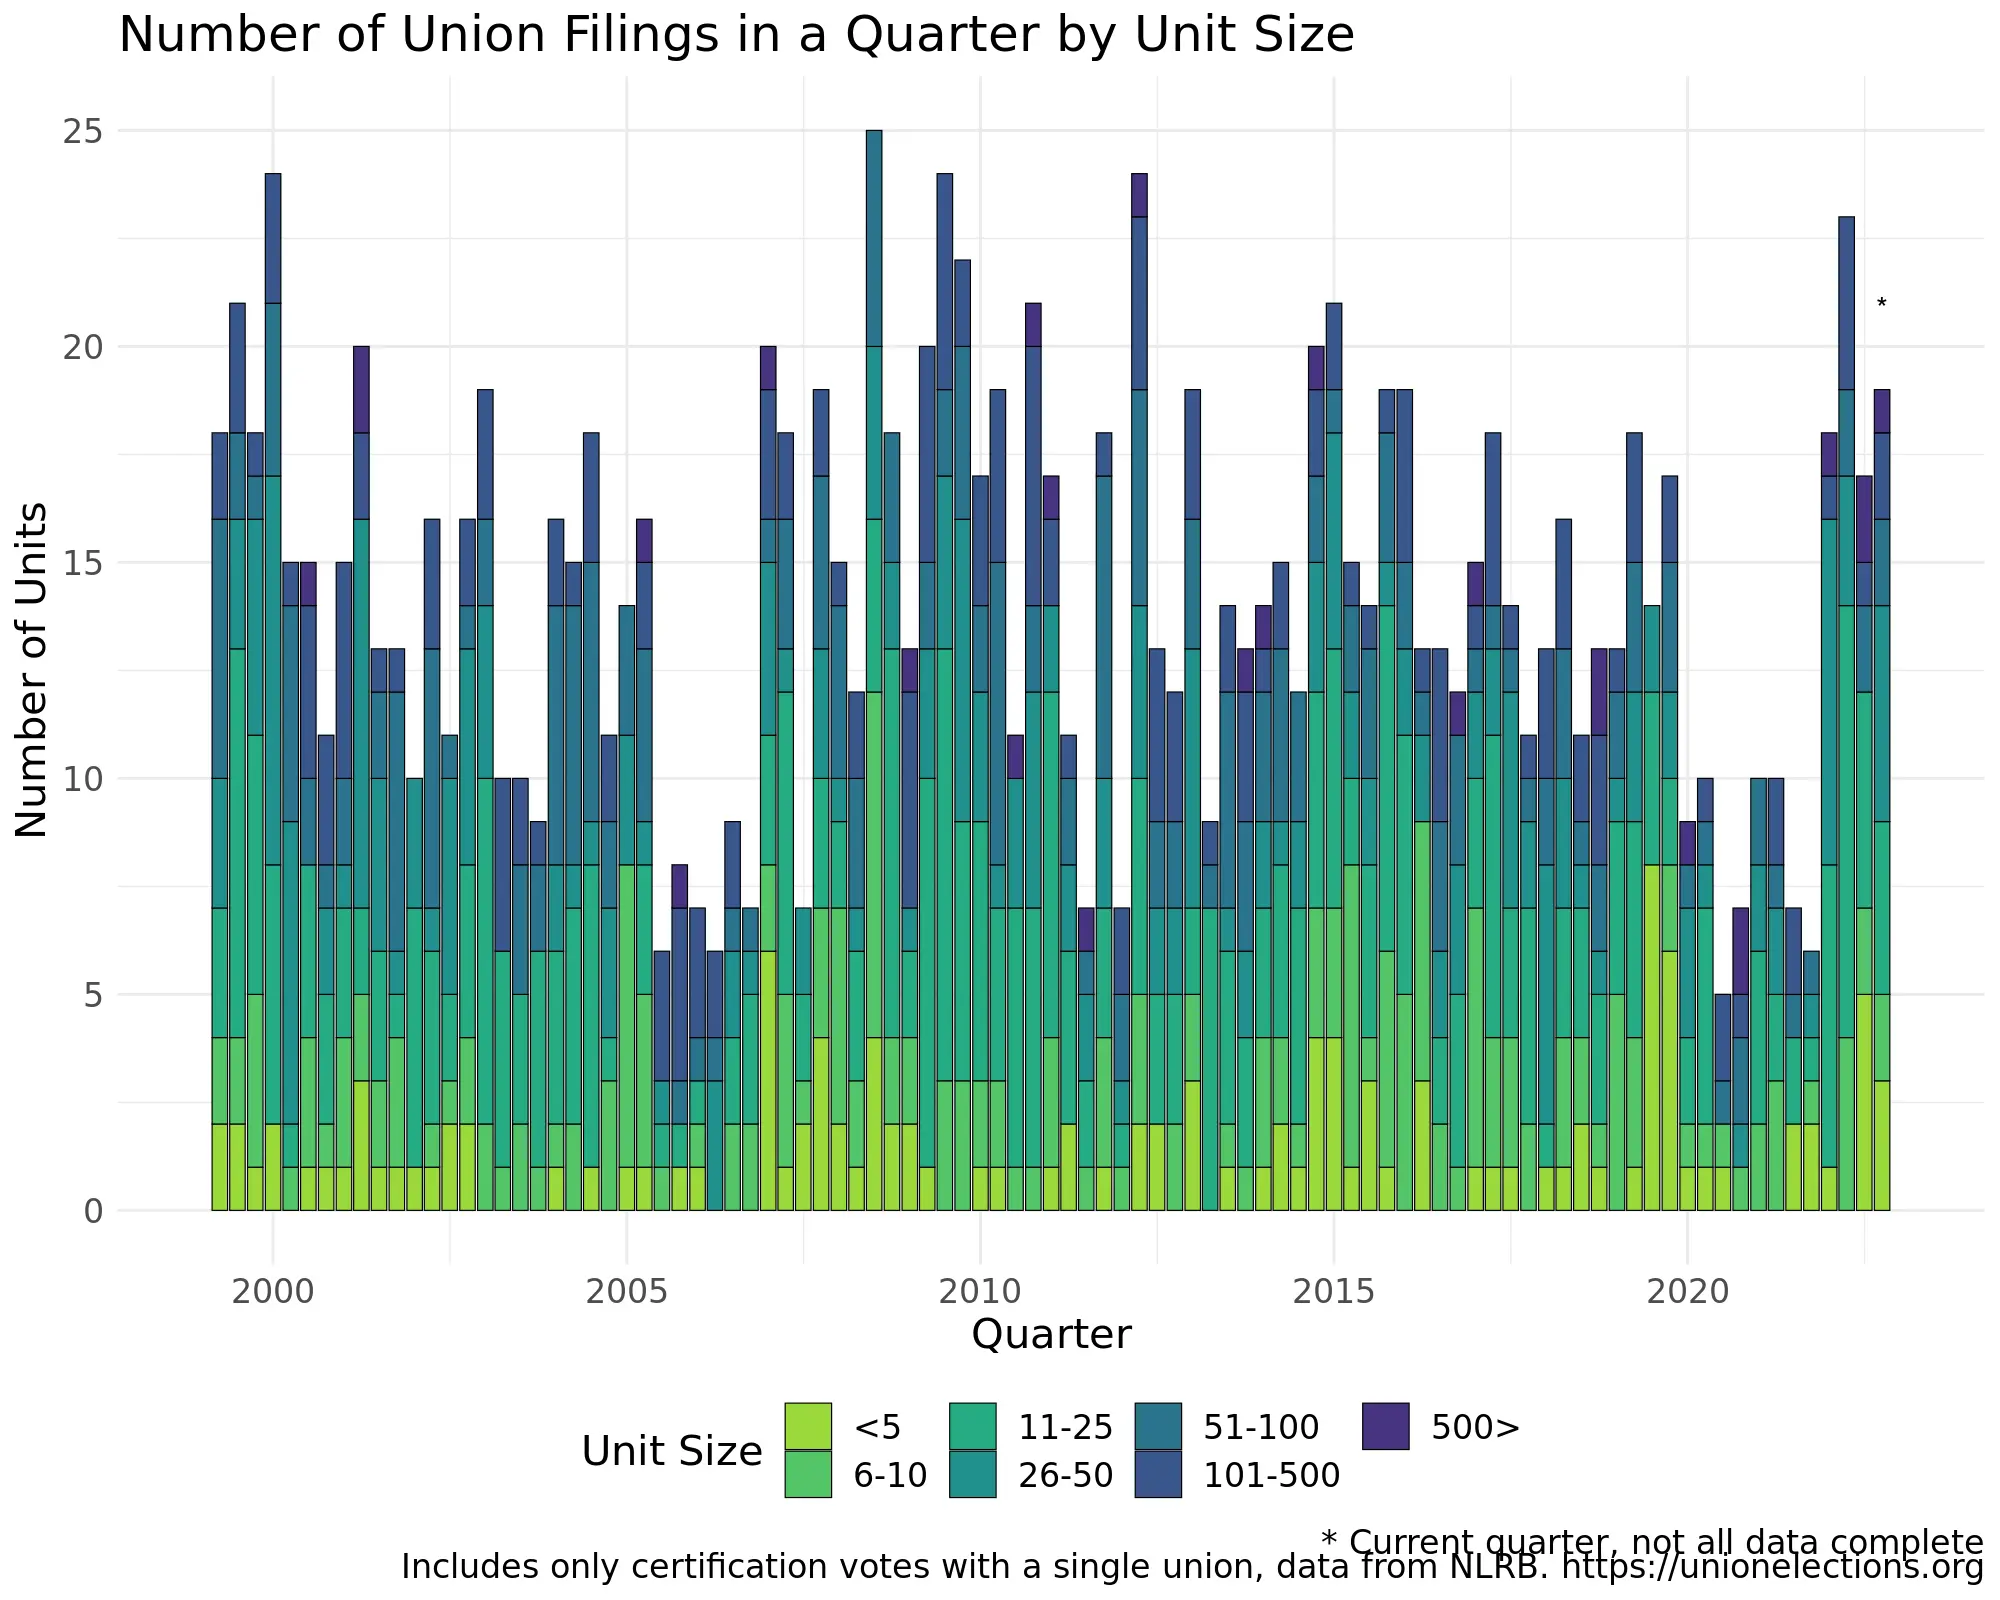 Number of Union Filings in a Quarter by Unit Size
Number of Units
25
20
15
10
5
0
*
2000 2005 2010 2015 2020
Quarter
Unit Size
<5 11-25 51-100 500>
6-10 26-50 101-500
* Current quarter, not all data complete
Includes only certification votes with a single union, data from NLRB. https://unionelections.org